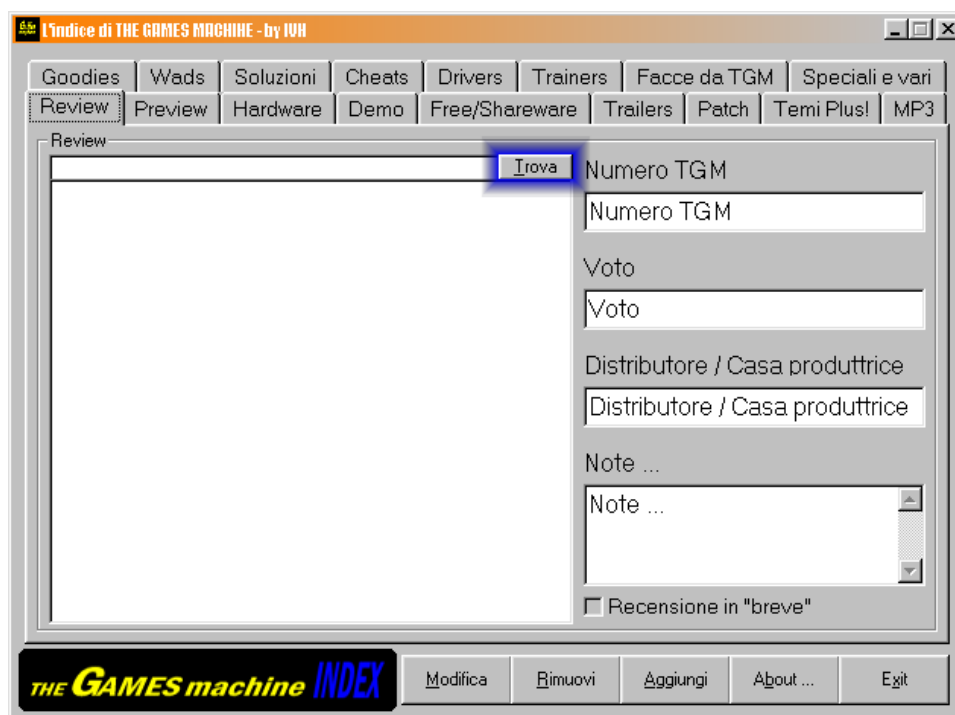 L'indice di THE GAMES MACHINE - by IVH
Goodies Wads Soluzioni Cheats Drivers Trainers Facce da TGM Speciali e vari
Review Preview Hardware Demo Free/Shareware Trailers Patch Temi Plus! MP3
Review
Trova
Numero TGM
Numero TGM
Voto
Voto
Distributore / Casa produttrice
Distributore / Casa produttrice
Note ...
Note ...
Recensione in "breve"
THE GAMES machine INDEX
Modifica Rimuovi Aggiungi About ... Exit